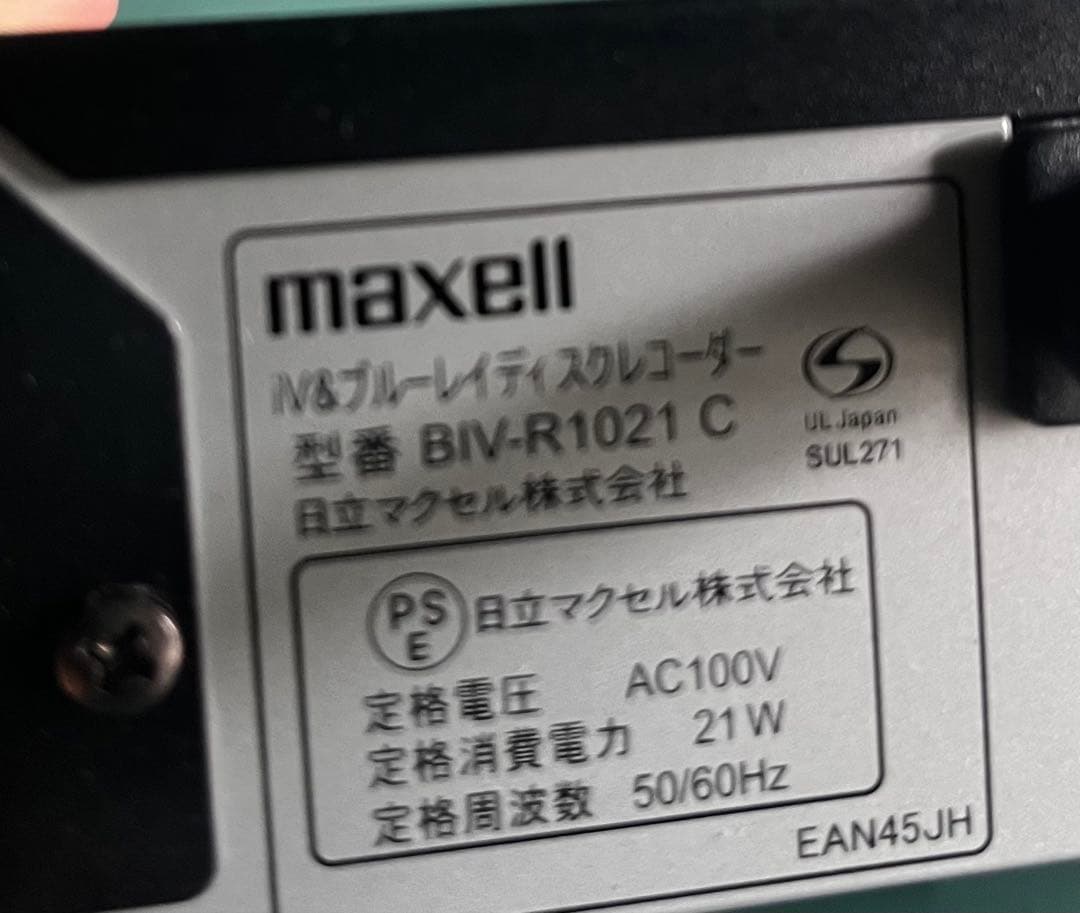 maxell
iV&ブルーレイディスクレコーダー
型番 BIV-R1021 C
日立マクセル株式会社
UL Japan
SUL271
PS
E
日立マクセル株式会社
定格電圧 AC100V
定格消費電力 21W
定格周波数 50/60Hz
EAN45JH